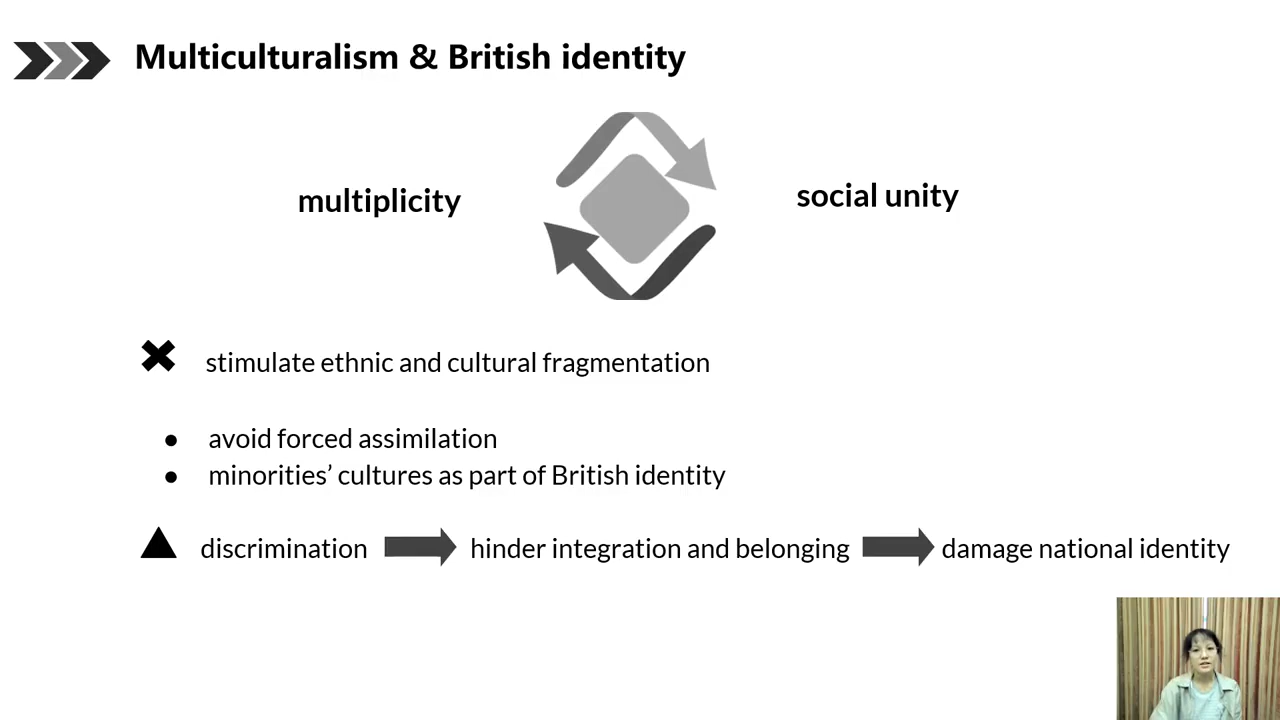 Multiculturalism & British identity
multiplicity
social unity
stimulate ethnic and cultural fragmentation
● avoid forced assimilation
● minorities’ cultures as part of British identity
discrimination hinder integration and belonging damage national identity